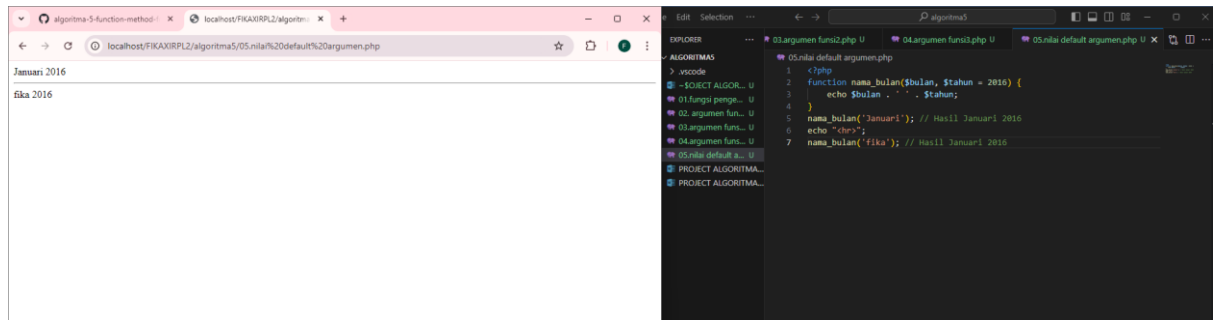 algoritma-5-function-method-
localhost/FIKAXIRPL2/algoritm
localhost/FIKAXIRPL2/algoritma5/05.nilai%20default%20argumen.php
F
Januari 2016
fika 2016
Edit Selection ...
algoritma5
EXPLORER ...
03.argumen funsi2.php U
04.argumen funsi3.php U
05.nilai default argumen.php U
ALGORITMA5
.vscode
~$OJECT ALGOR... U
01.fungsi penge... U
02. argumen fun... U
03.argumen funs... U
04.argumen funs... U
05.nilai default a... U
PROJECT ALGORITMA...
PROJECT ALGORITMA...
05.nilai default argumen.php
1 <?php
2 function nama_bulan($bulan, $tahun = 2016) {
3 echo $bulan . ' ' . $tahun;
4 }
5 nama_bulan('Januari'); // Hasil Januari 2016
6 echo "<hr>";
7 nama_bulan('fika'); // Hasil Januari 2016